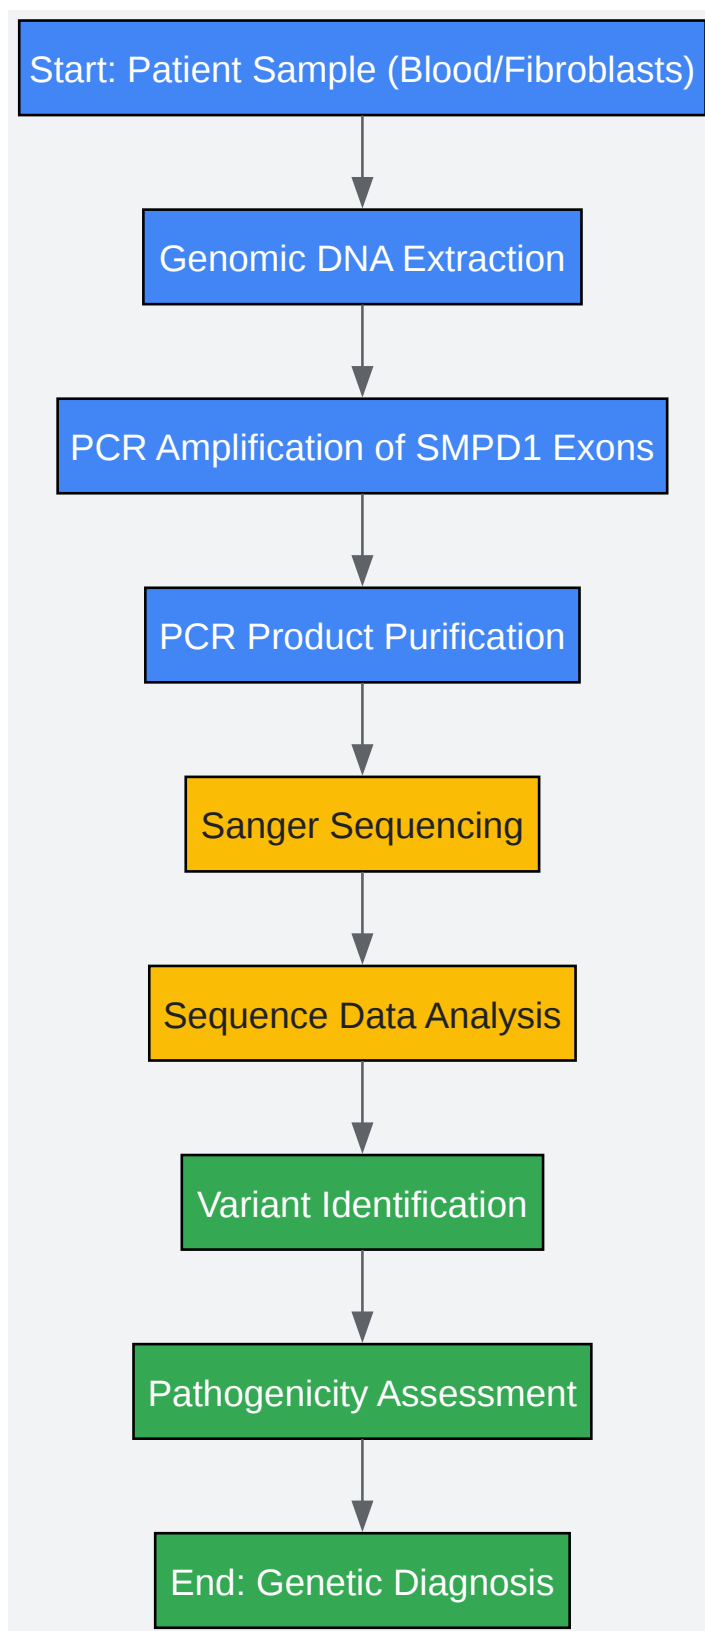 Start: Patient Sample (Blood/Fibroblasts)
Genomic DNA Extraction
PCR Amplification of SMPD1 Exons
PCR Product Purification
Sanger Sequencing
Sequence Data Analysis
Variant Identification
Pathogenicity Assessment
End: Genetic Diagnosis